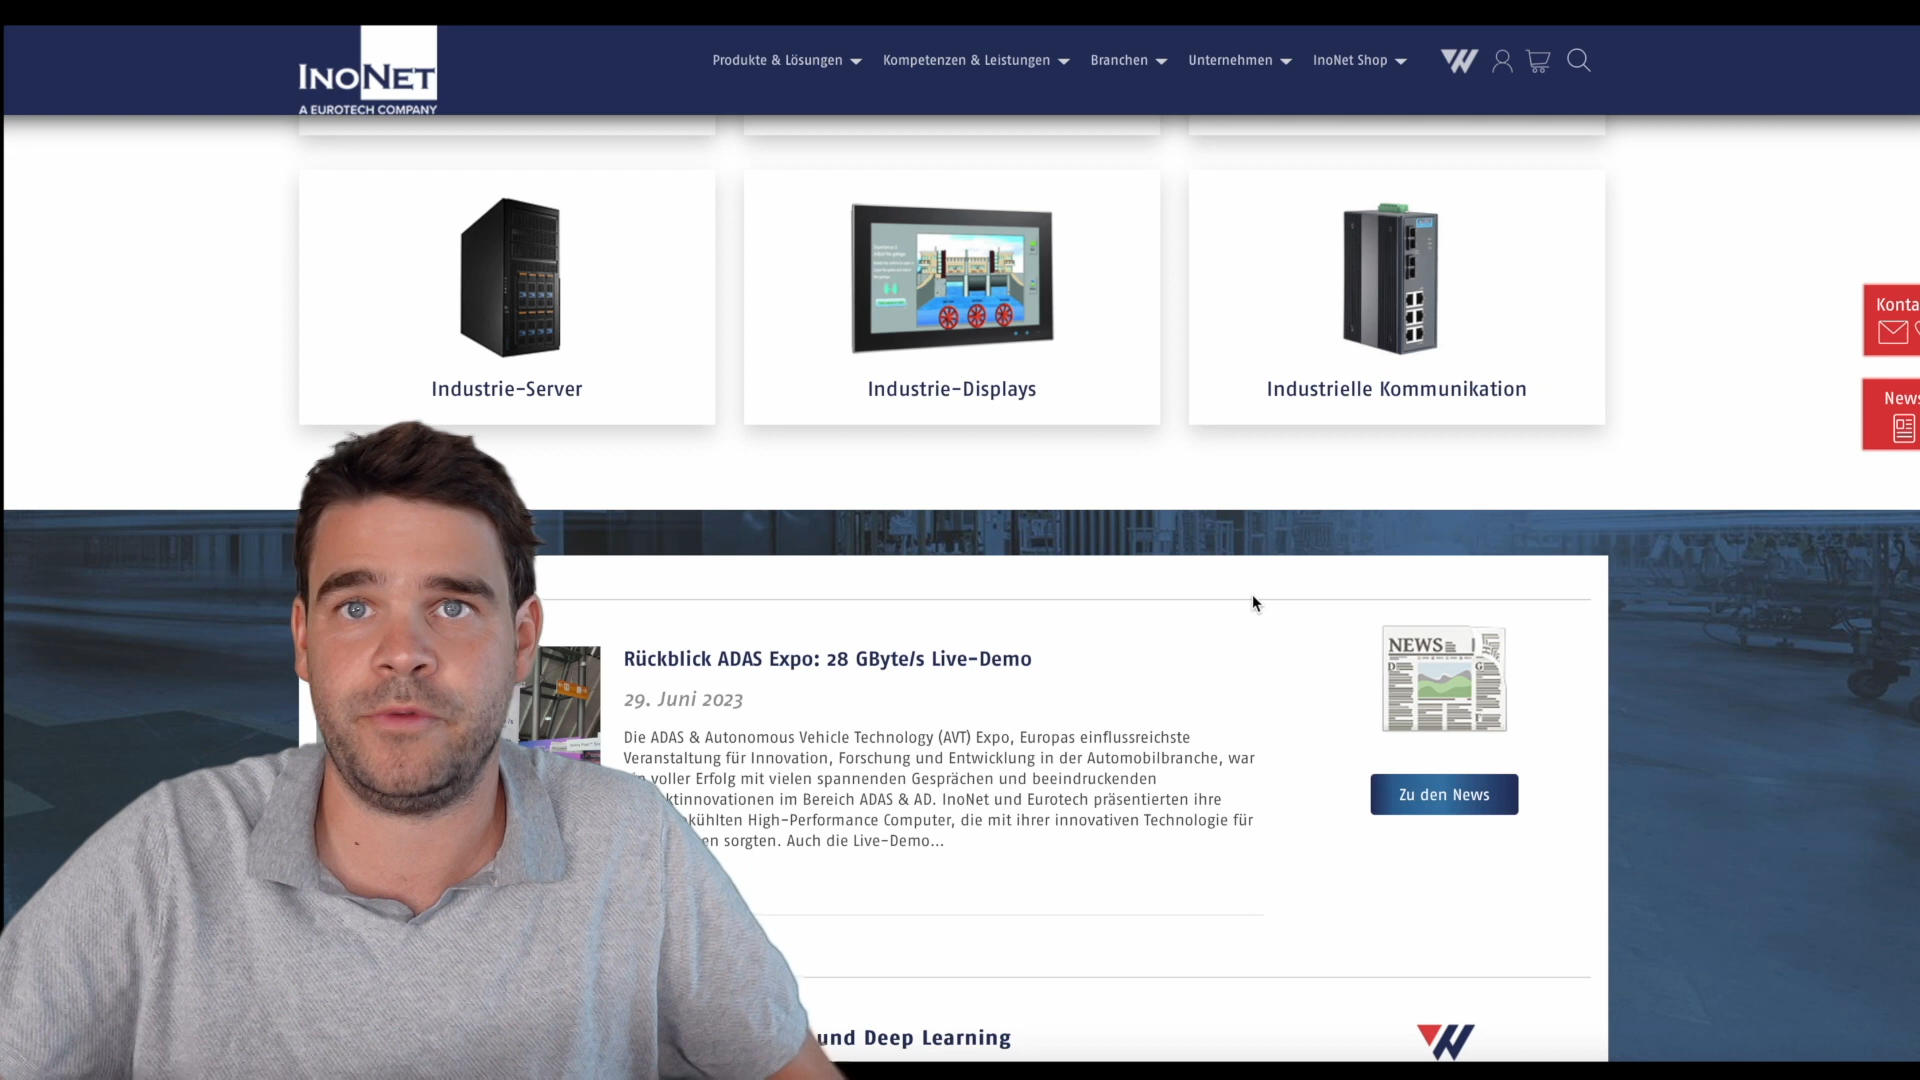 INONET
A EUROTECH COMPANY
Produkte & Lösungen
Kompetenzen & Leistungen
Branchen
Unternehmen
InoNet Shop
Industrie-Server
Industrie-Displays
Industrielle Kommunikation
Konta
News
Rückblick ADAS Expo: 28 GByte/s Live-Demo
29. Juni 2023
Die ADAS & Autonomous Vehicle Technology (AVT) Expo, Europas einflussreichste
Veranstaltung für Innovation, Forschung und Entwicklung in der Automobilbranche, war
n voller Erfolg mit vielen spannenden Gesprächen und beeindruckenden
ktinnovationen im Bereich ADAS & AD. InoNet und Eurotech präsentierten ihre
kühlten High-Performance Computer, die mit ihrer innovativen Technologie für
en sorgten. Auch die Live-Demo...
NEWS
Zu den News
und Deep Learning